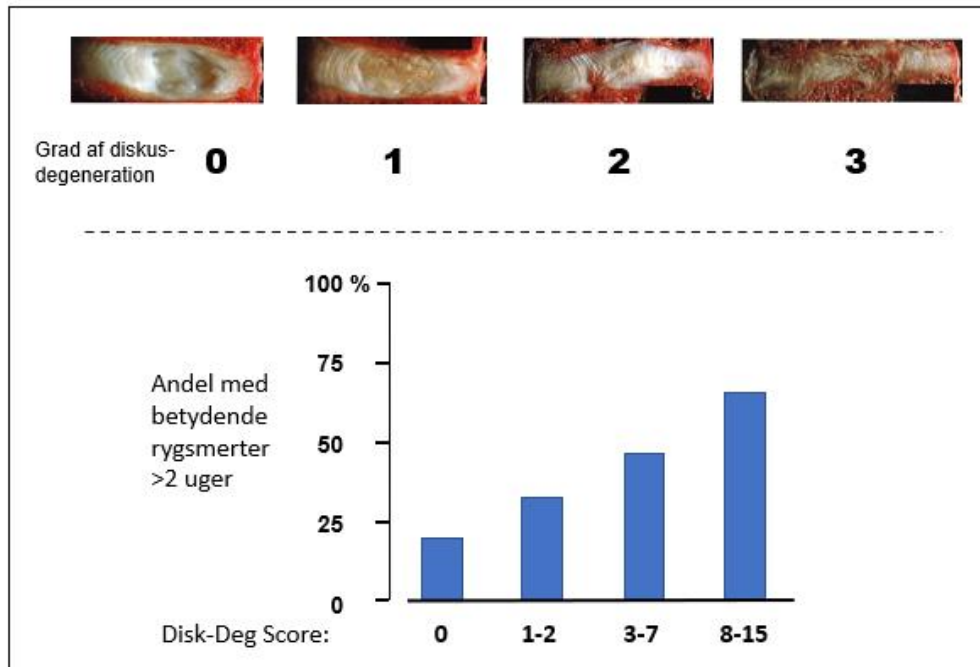 Grad af diskus-
degeneration
0 1 2 3
100 %
75
50
25
0
Andel med
betydende
rygsmerter
>2 uger
Disk-Deg Score: 0 1-2 3-7 8-15